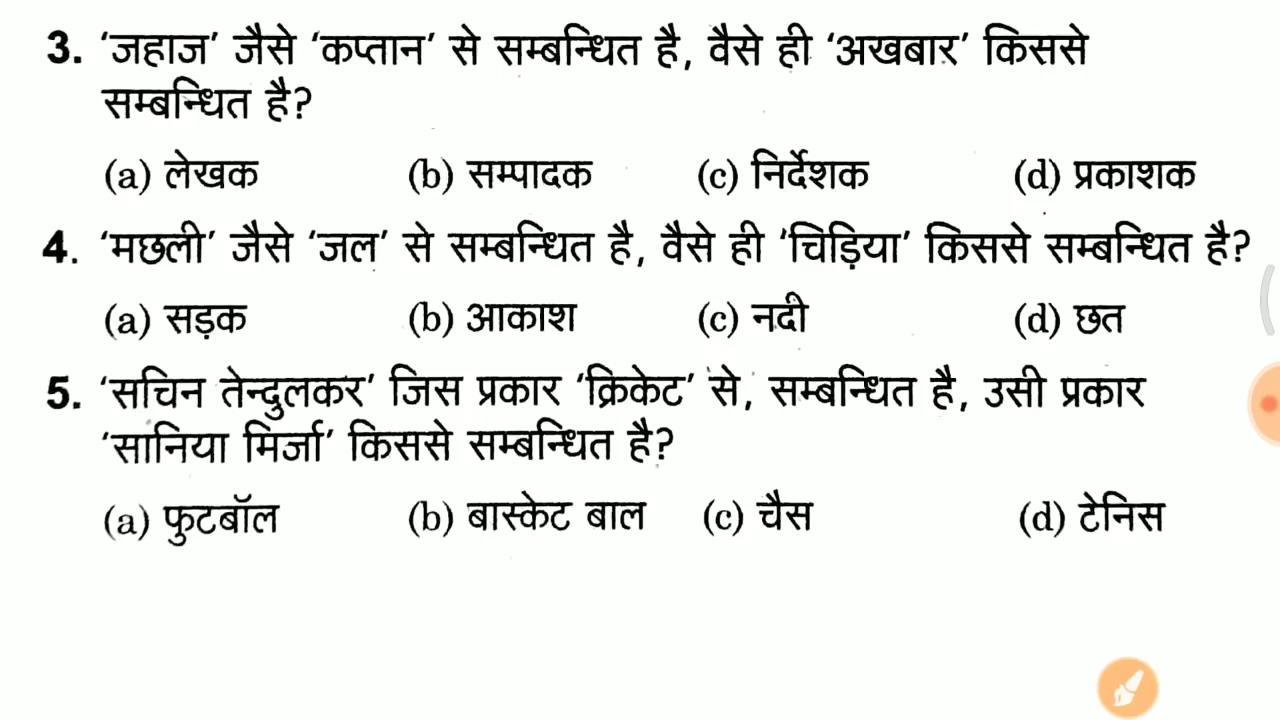 3. ‘जहाज’ जैसे ‘कप्तान’ से सम्बन्धित है, वैसे ही ‘अखबार’ किससे
सम्बन्धित है?
(a) लेखक (b) सम्पादक (c) निर्देशक (d) प्रकाशक
4. ‘मछली’ जैसे ‘जल’ से सम्बन्धित है, वैसे ही ‘चिड़िया’ किससे सम्बन्धित है?
(a) सड़क (b) आकाश (c) नदी (d) छत
5. ‘सचिन तेन्दुलकर’ जिस प्रकार ‘क्रिकेट’ से, सम्बन्धित है, उसी प्रकार
‘सानिया मिर्जा’ किससे सम्बन्धित है?
(a) फुटबॉल (b) बास्केट बाल (c) चैस (d) टेनिस